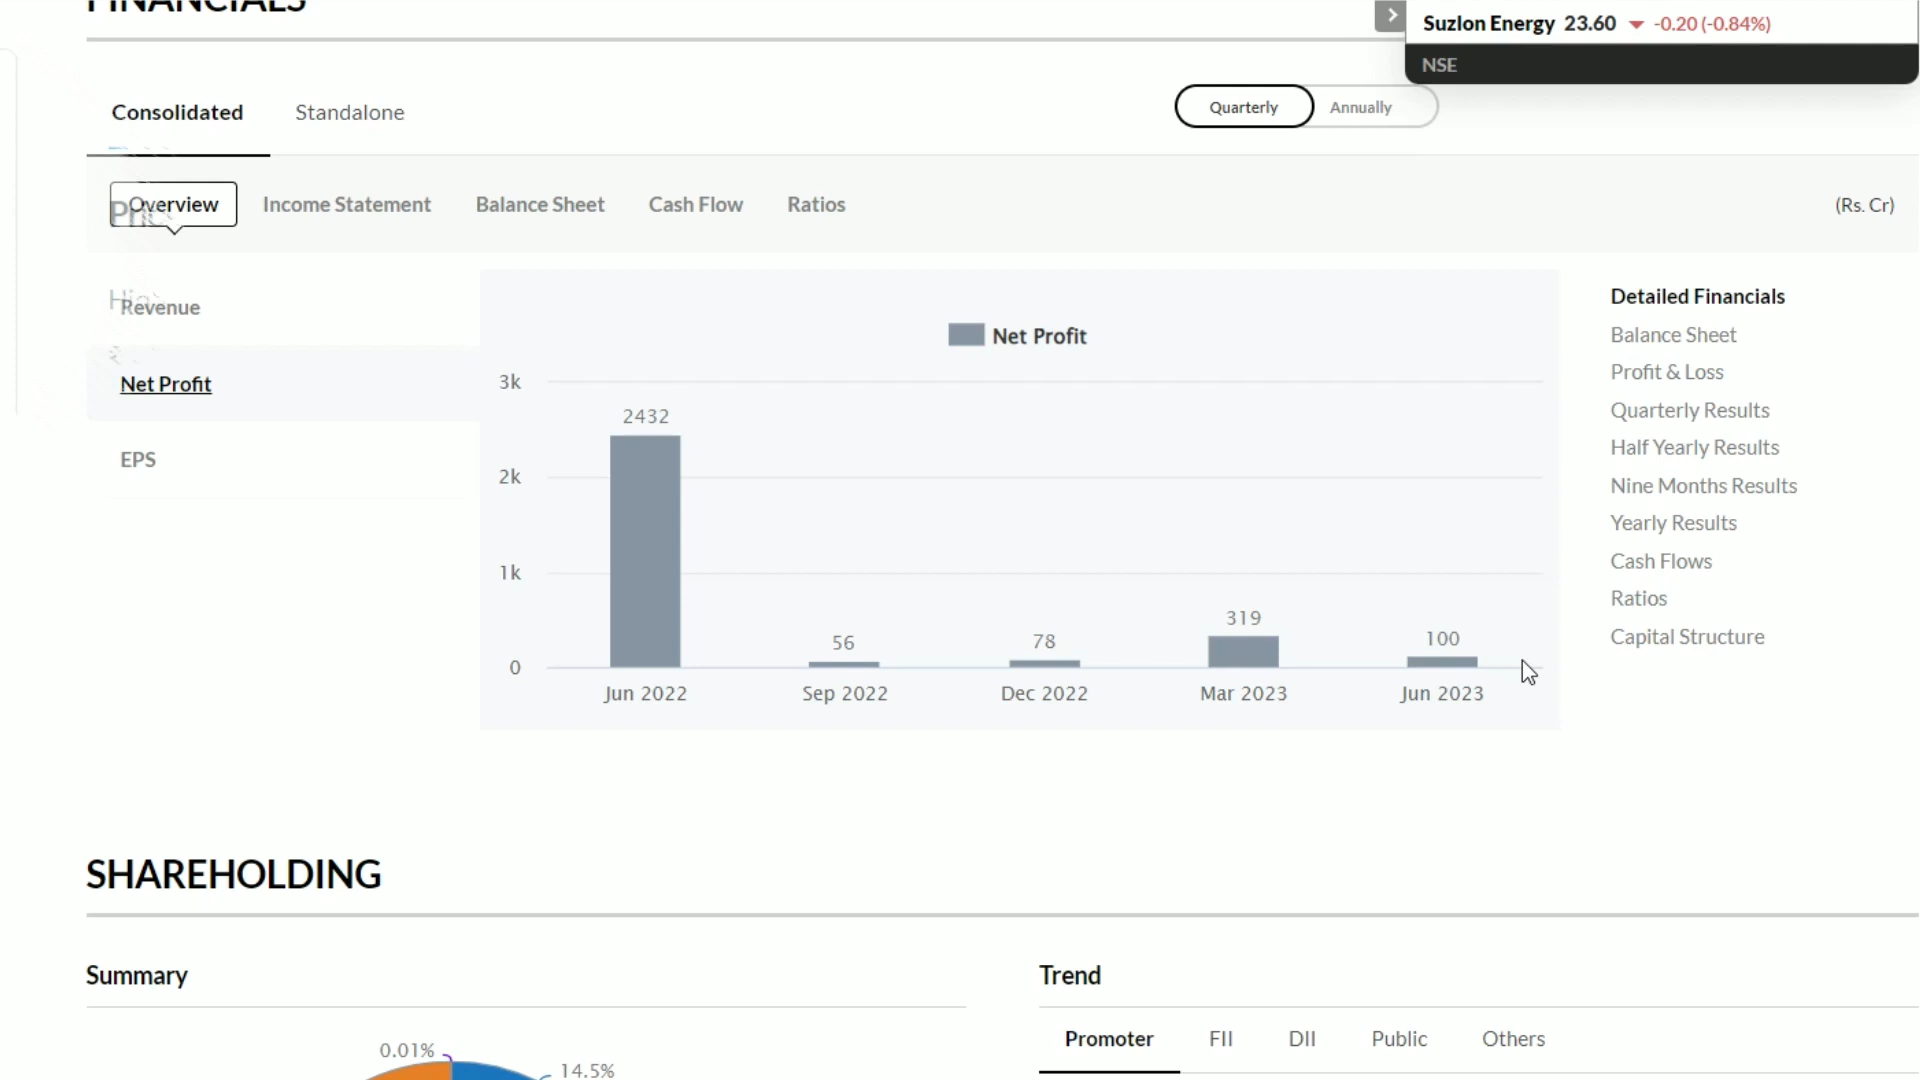 FINANCIALS
Suzlon Energy 23.60 -0.20 (-0.84%)
NSE
Consolidated
Standalone
Quarterly
Annually
Overview
Income Statement
Balance Sheet
Cash Flow
Ratios
(Rs. Cr)
Revenue
Net Profit
EPS
Net Profit
3k
2k
1k
0
2432
56
78
319
100
Jun 2022
Sep 2022
Dec 2022
Mar 2023
Jun 2023
Detailed Financials
Balance Sheet
Profit & Loss
Quarterly Results
Half Yearly Results
Nine Months Results
Yearly Results
Cash Flows
Ratios
Capital Structure
SHAREHOLDING
Summary
0.01%
14.5%
Trend
Promoter
FII
DII
Public
Others